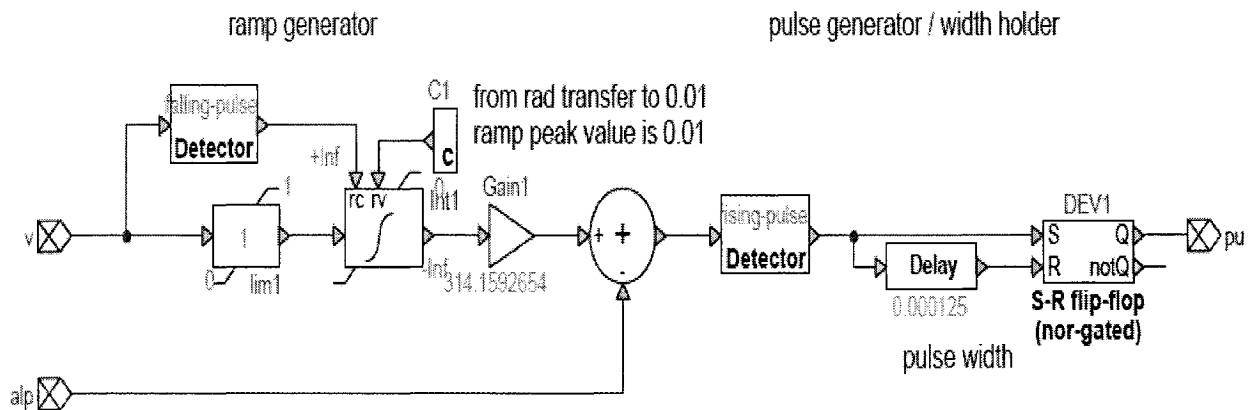 ramp generator
pulse generator / width holder
C1
from rad transfer to 0.01
ramp peak value is 0.01
falling-pulse
Detector
+Inf
c
1
0
rc rv
Int1
Gain1
v
1
0
lim1
-Inf
314.1592654
+
+
-
rising-pulse
Detector
Delay
0.000125
pulse width
DEV1
S Q
R notQ
S-R flip-flop
(nor-gated)
pu
alp